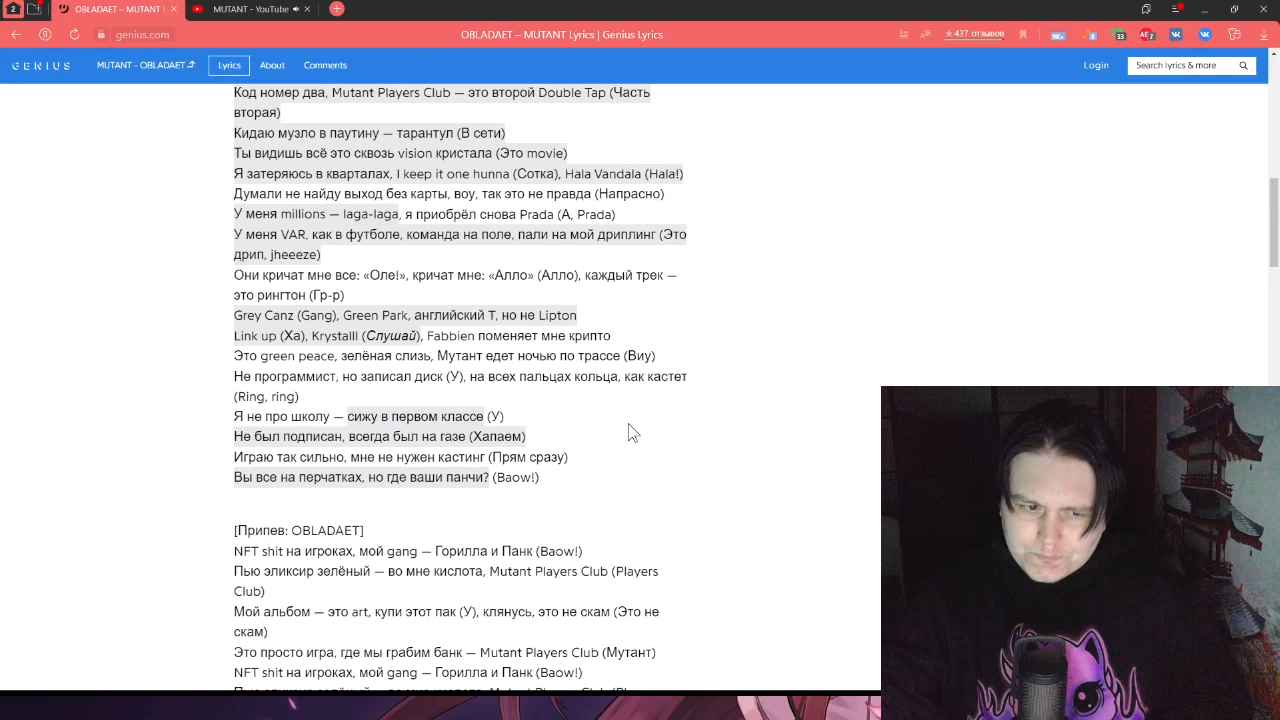 2
OBLADAET – MUTANT L
MUTANT - YouTube
genius.com
OBLADAET – MUTANT Lyrics | Genius Lyrics
★ 437 отзывов
GENIUS
MUTANT - OBLADAET
Lyrics
About
Comments
Login
Search lyrics & more
Код номер два, Mutant Players Club — это второй Double Tap (Часть
вторая)
Кидаю музло в паутину — тарантул (В сети)
Ты видишь всё это сквозь vision кристала (Это movie)
Я затеряюсь в кварталах, I keep it one hunna (Сотка), Hala Vandala (Hala!)
Думали не найду выход без карты, воу, так это не правда (Напрасно)
У меня millions — laga-laga, я приобрёл снова Prada (А, Prada)
У меня VAR, как в футболе, команда на поле, пали на мой дриплинг (Это
дрип, jheeeze)
Они кричат мне все: «Оле!», кричат мне: «Алло» (Алло), каждый трек —
это рингтон (Гр-р)
Grey Canz (Gang), Green Park, английский T, но не Lipton
Link up (Ха), Krystalll (Слушай), Fabbien поменяет мне крипто
Это green peace, зелёная слизь, Мутант едет ночью по трассе (Виу)
Не программист, но записал диск (У), на всех пальцах кольца, как кастет
(Ring, ring)
Я не про школу — сижу в первом классе (У)
Не был подписан, всегда был на газе (Хапаем)
Играю так сильно, мне не нужен кастинг (Прям сразу)
Вы все на перчатках, но где ваши панчи? (Baow!)
[Припев: OBLADAET]
NFT shit на игроках, мой gang — Горилла и Панк (Baow!)
Пью эликсир зелёный — во мне кислота, Mutant Players Club (Players
Club)
Мой альбом — это art, купи этот пак (У), клянусь, это не скам (Это не
скам)
Это просто игра, где мы грабим банк — Mutant Players Club (Мутант)
NFT shit на игроках, мой gang — Горилла и Панк (Baow!)